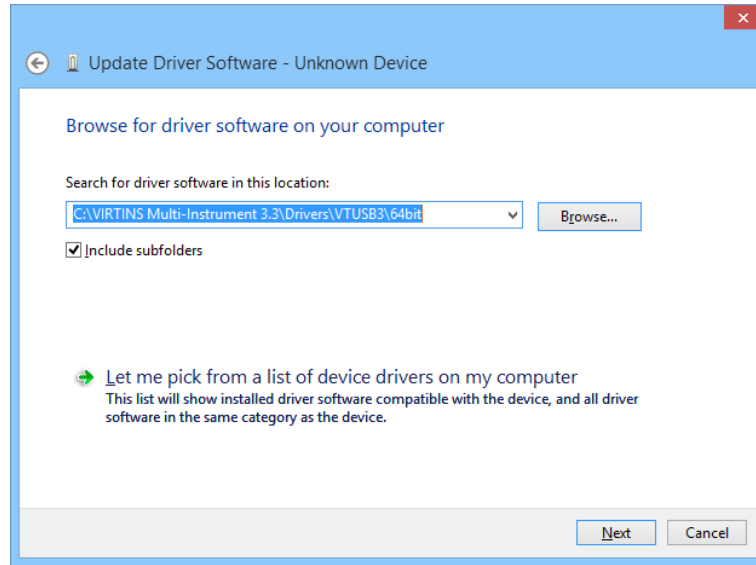 Update Driver Software - Unknown Device
Browse for driver software on your computer
Search for driver software in this location:
C:\VIRTINS Multi-Instrument 3.3\Drivers\VTUSB3\64bit
Browse...
Include subfolders
Let me pick from a list of device drivers on my computer
This list will show installed driver software compatible with the device, and all driver
software in the same category as the device.
Next
Cancel